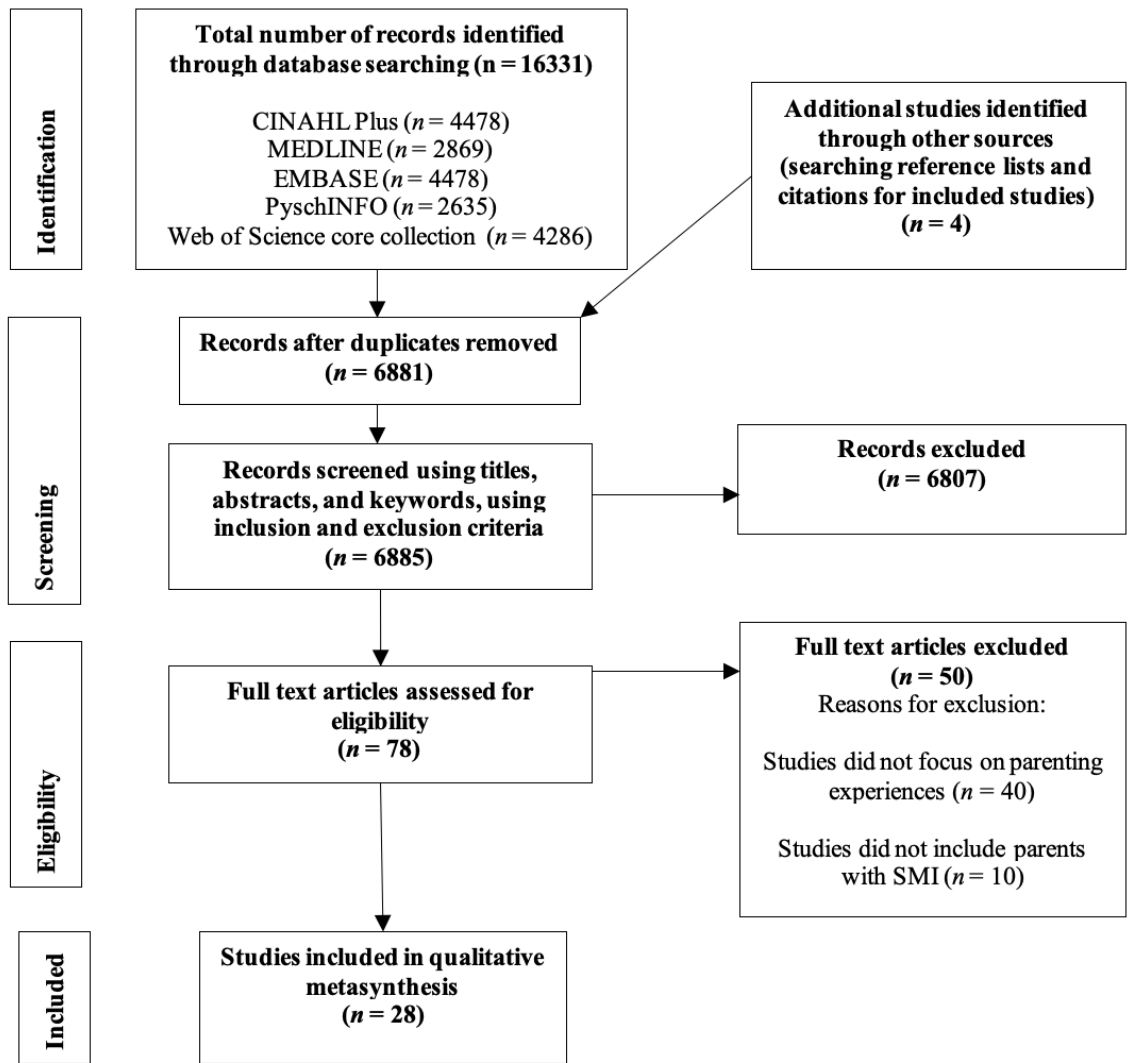 Identification
Total number of records identified
through database searching (n = 16331)
CINAHL Plus (n = 4478)
MEDLINE (n = 2869)
EMBASE (n = 4478)
PyschINFO (n = 2635)
Web of Science core collection (n = 4286)
Additional studies identified
through other sources
(searching reference lists and
citations for included studies)
(n = 4)
Screening
Records after duplicates removed
(n = 6881)
Records screened using titles,
abstracts, and keywords, using
inclusion and exclusion criteria
(n = 6885)
Records excluded
(n = 6807)
Eligibility
Full text articles assessed for
eligibility
(n = 78)
Full text articles excluded
(n = 50)
Reasons for exclusion:
Studies did not focus on parenting
experiences (n = 40)
Studies did not include parents
with SMI (n = 10)
Included
Studies included in qualitative
metasynthesis
(n = 28)